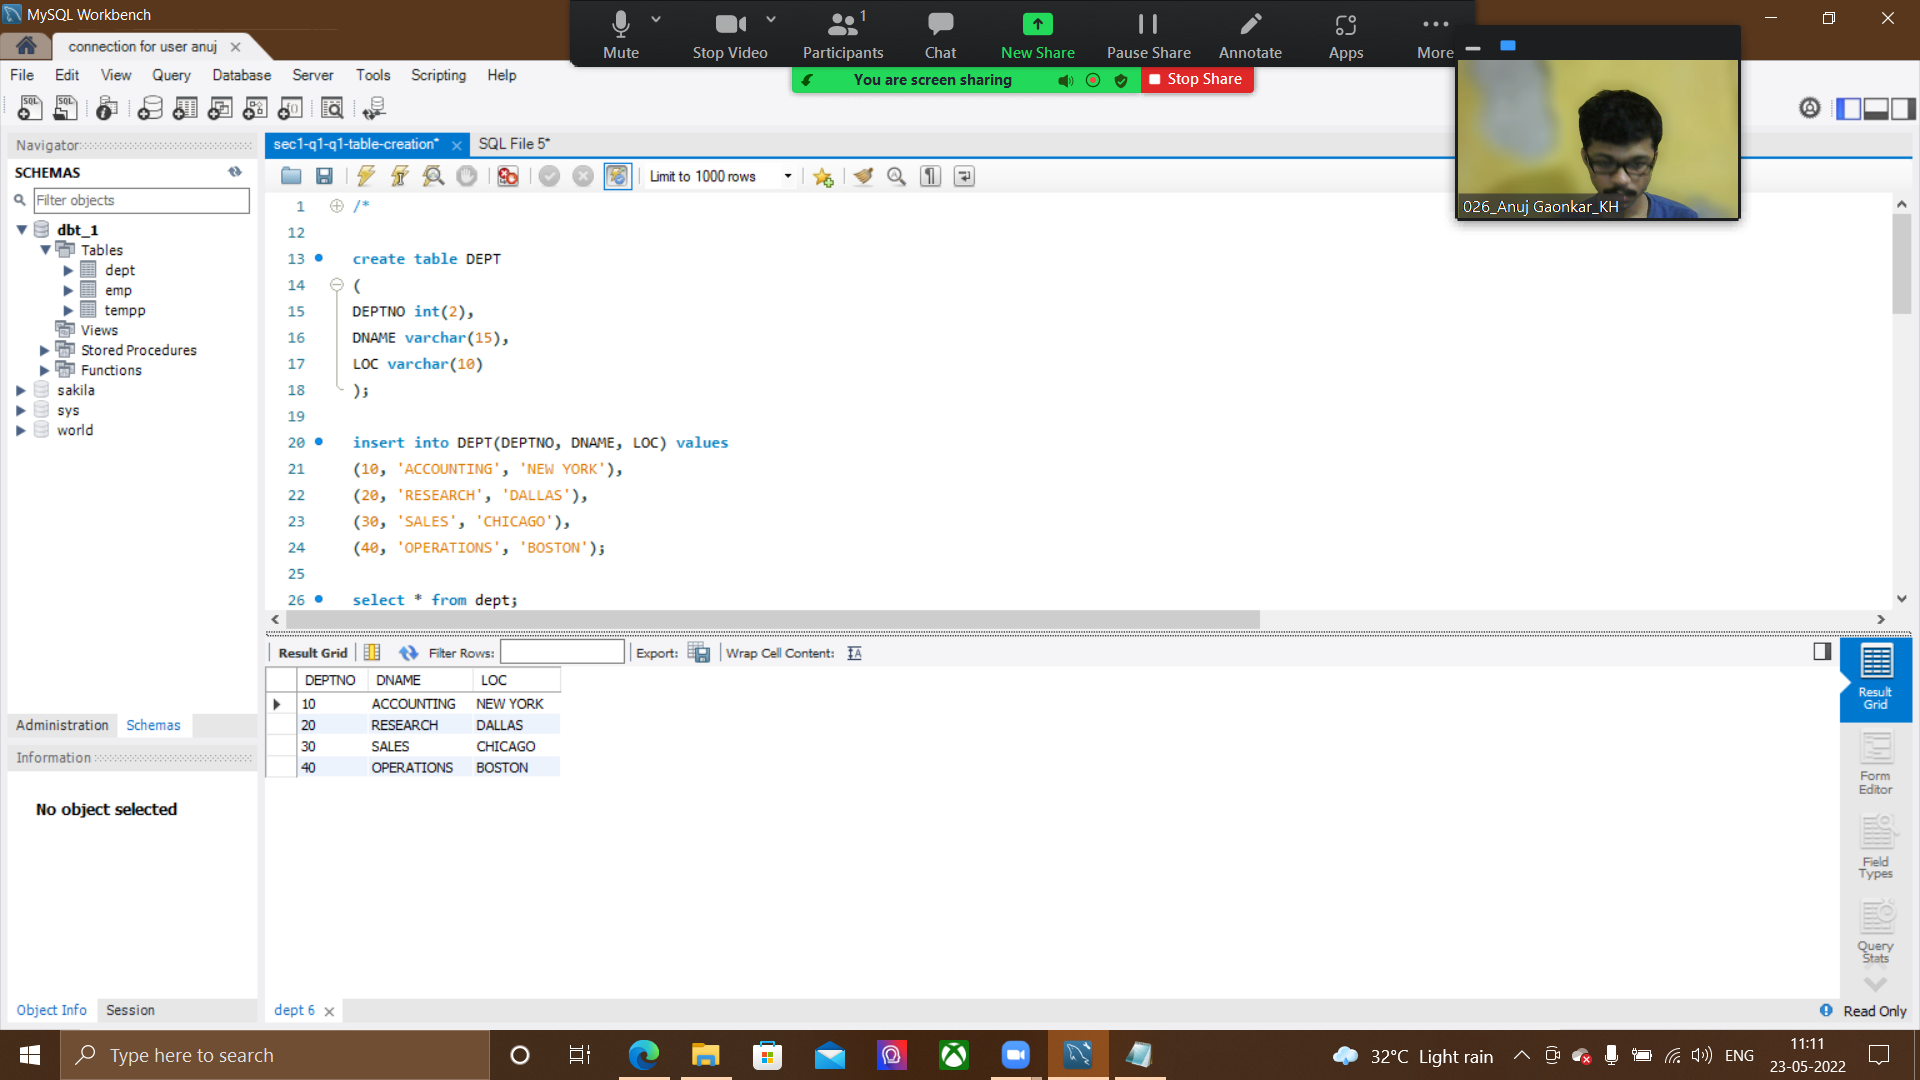 MySQL Workbench
Mute
Stop Video
Participants
1
Chat
New Share
Pause Share
Annotate
Apps
More
You are screen sharing
Stop Share
connection for user anuj
File Edit View Query Database Server Tools Scripting Help
026_Anuj Gaonkar_KH
Navigator
SCHEMAS
Filter objects
dbt_1
Tables
dept
emp
tempp
Views
Stored Procedures
Functions
sakila
sys
world
Administration Schemas
Information
No object selected
Object Info Session
sec1-q1-q1-table-creation*
SQL File 5*
Limit to 1000 rows
1 /*
12
13 create table DEPT
14 (
15 DEPTNO int(2),
16 DNAME varchar(15),
17 LOC varchar(10)
18 );
19
20 insert into DEPT(DEPTNO, DNAME, LOC) values
21 (10, 'ACCOUNTING', 'NEW YORK'),
22 (20, 'RESEARCH', 'DALLAS'),
23 (30, 'SALES', 'CHICAGO'),
24 (40, 'OPERATIONS', 'BOSTON');
25
26 select * from dept;
Result Grid Filter Rows: Export: Wrap Cell Content:
DEPTNO DNAME LOC
10 ACCOUNTING NEW YORK
20 RESEARCH DALLAS
30 SALES CHICAGO
40 OPERATIONS BOSTON
Result
Grid
Form
Editor
Field
Types
Query
Stats
dept 6
Read Only
Type here to search
32°C Light rain
ENG
11:11
23-05-2022